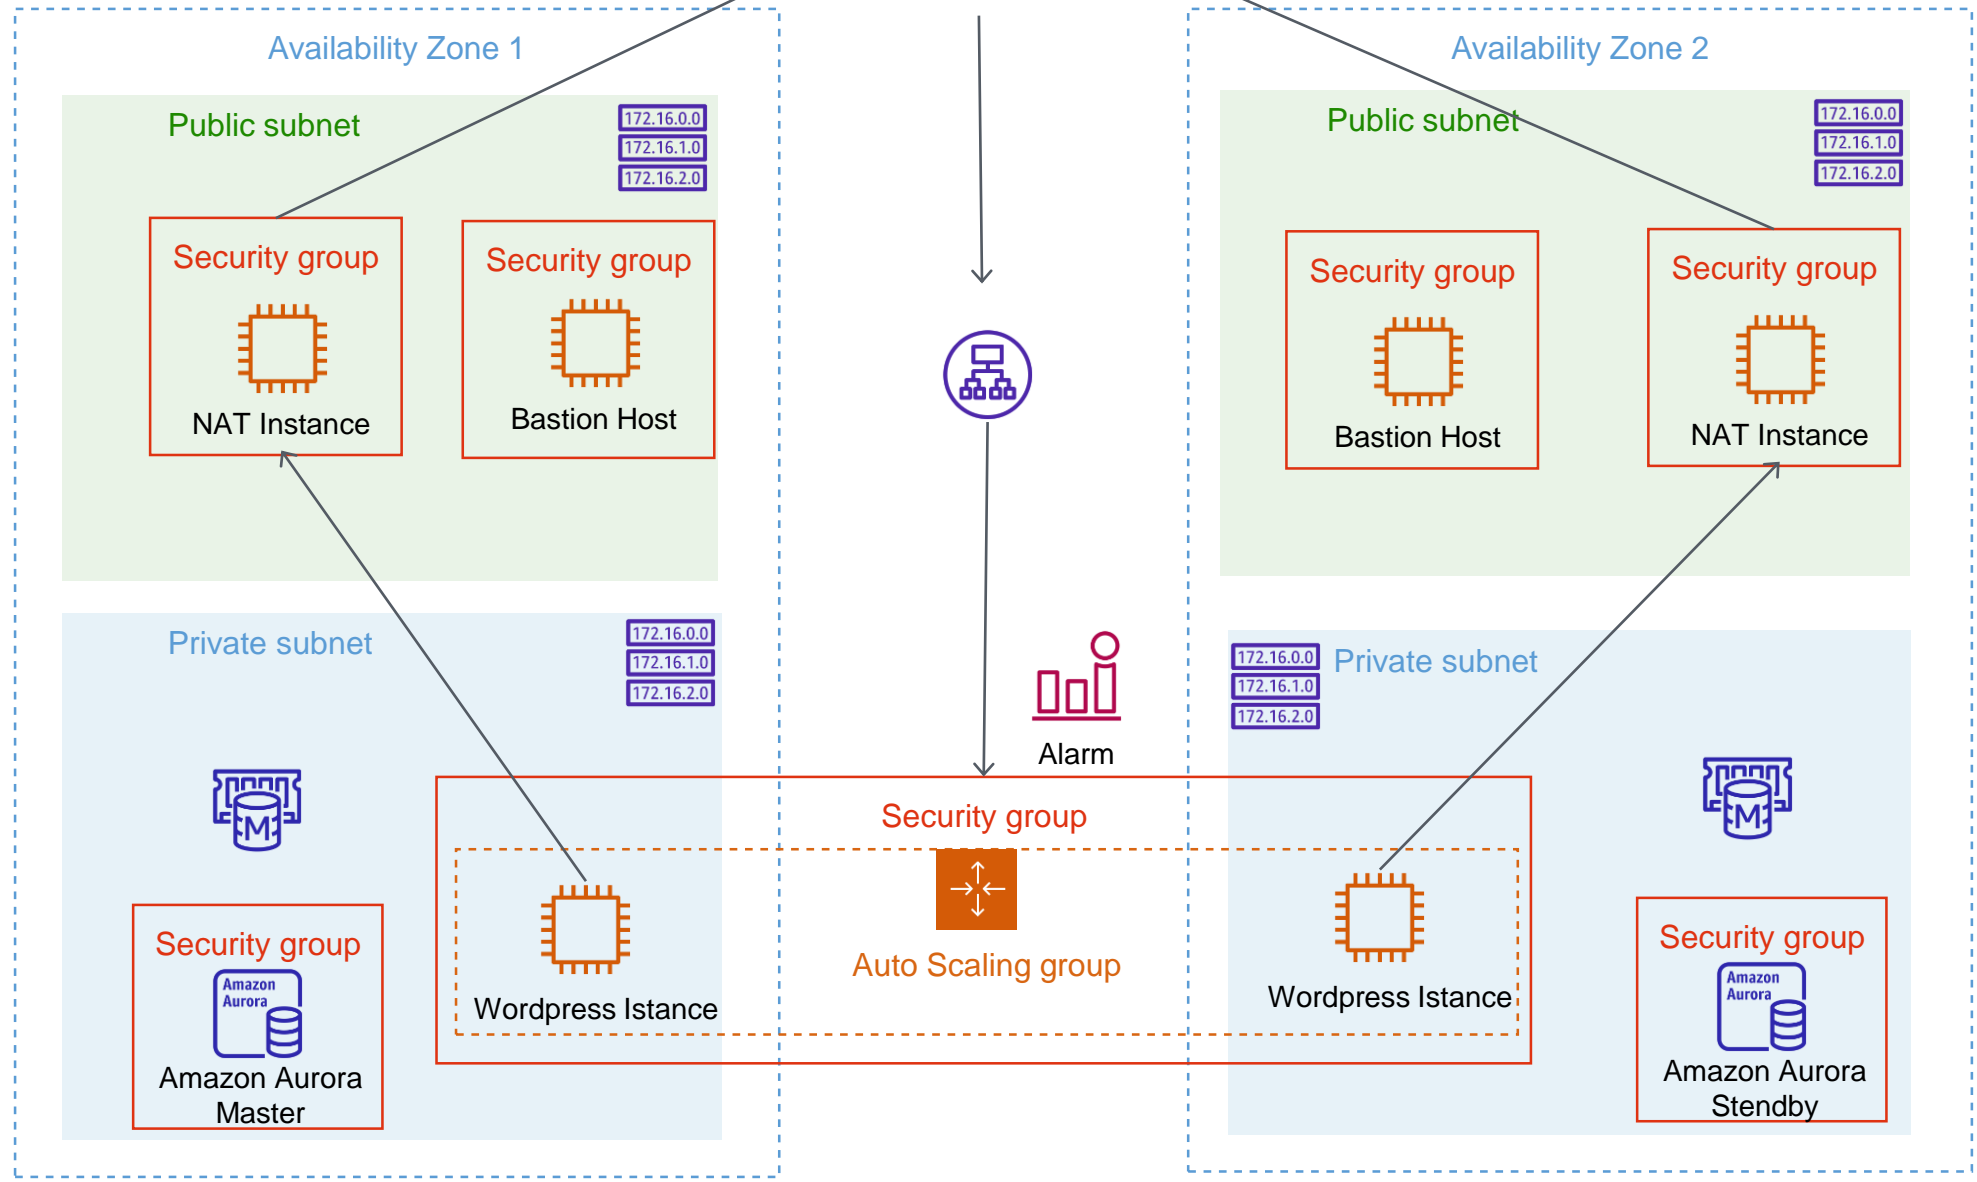 Availability Zone 1
Public subnet
172.16.0.0
172.16.1.0
172.16.2.0
Security group
NAT Instance
Security group
Bastion Host
Private subnet
172.16.0.0
172.16.1.0
172.16.2.0
M
Security group
Amazon
Aurora
Amazon Aurora
Master
Wordpress Istance
Alarm
Security group
Auto Scaling group
Availability Zone 2
Public subnet
172.16.0.0
172.16.1.0
172.16.2.0
Security group
Bastion Host
Security group
NAT Instance
172.16.0.0
172.16.1.0
172.16.2.0
Private subnet
M
Wordpress Istance
Security group
Amazon
Aurora
Amazon Aurora
Stendby